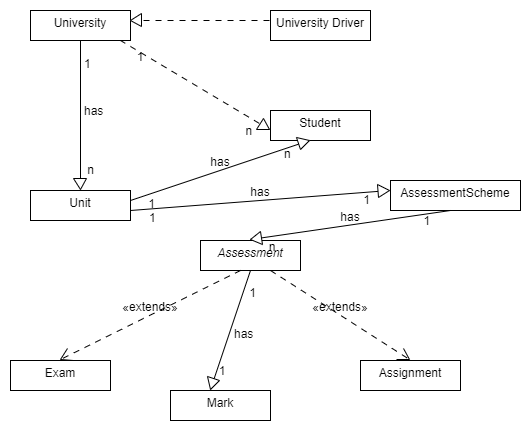 University
University Driver
1
1
has
Student
n
has
n
n
Unit
has
AssessmentScheme
1
1
1
has
1
Assessment
n
1
«extends»
«extends»
has
Exam
1
Assignment
Mark